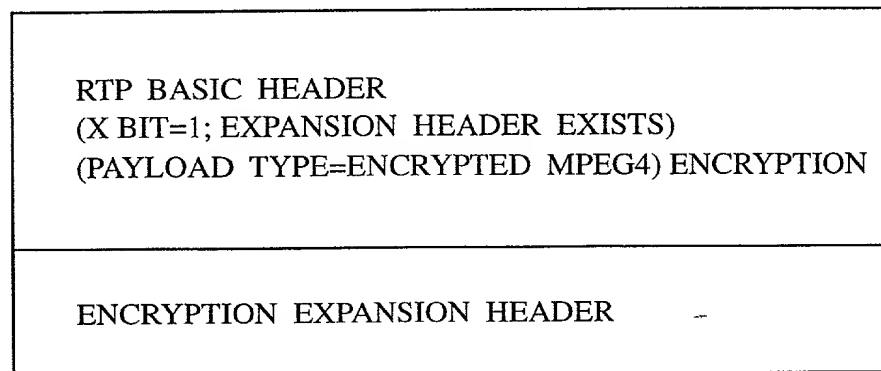 RTP BASIC HEADER
(X BIT=1; EXPANSION HEADER EXISTS)
(PAYLOAD TYPE=ENCRYPTED MPEG4) ENCRYPTION
ENCRYPTION EXPANSION HEADER